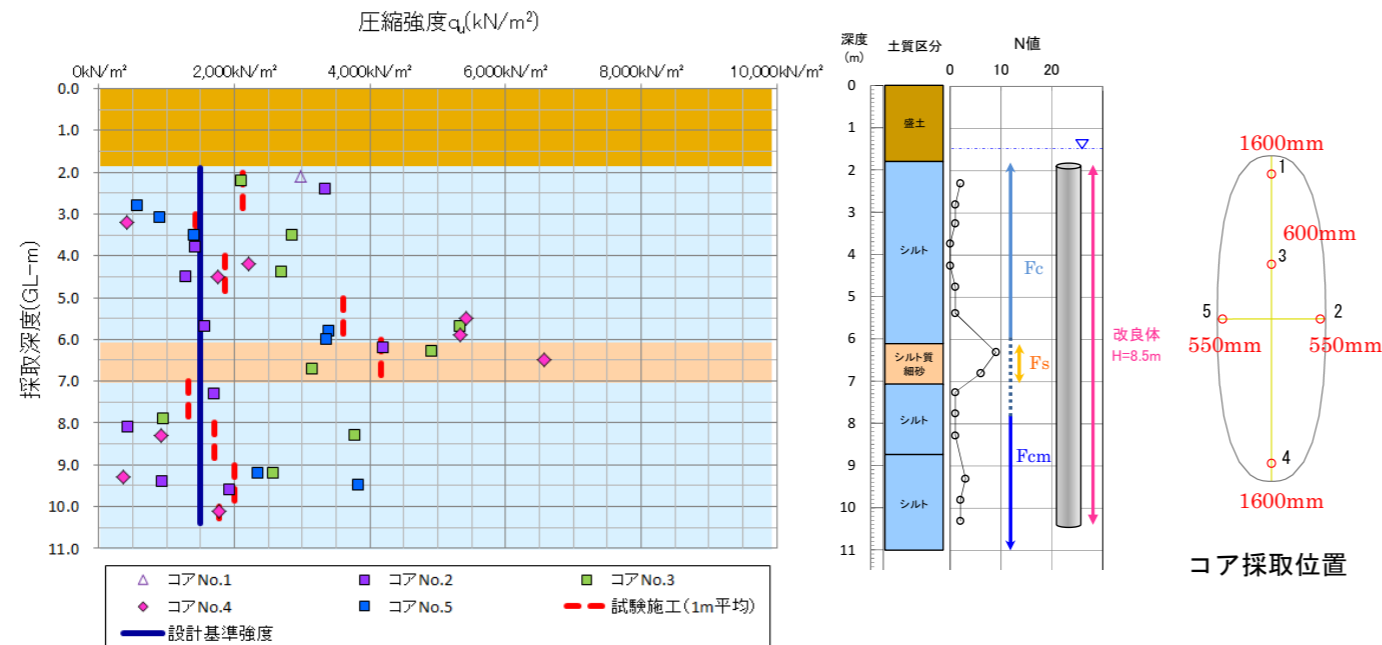 圧縮強度qu(kN/m²)
0kN/m² 2,000kN/m² 4,000kN/m² 6,000kN/m² 8,000kN/m² 10,000kN/m²
採取深度(GL-m)
0.0
1.0
2.0
3.0
4.0
5.0
6.0
7.0
8.0
9.0
10.0
11.0
コアNo.1 コアNo.2 コアNo.3
コアNo.4 コアNo.5 試験施工(1m平均)
設計基準強度
深度
(m)
土質区分
N値
0 10 20
0
1
2
3
4
5
6
7
8
9
10
11
盛土
シルト
シルト質
細砂
シルト
シルト
Fc
Fs
Fcm
改良体
H=8.5m
1600mm
1
600mm
3
5 2
550mm 550mm
4
1600mm
コア採取位置